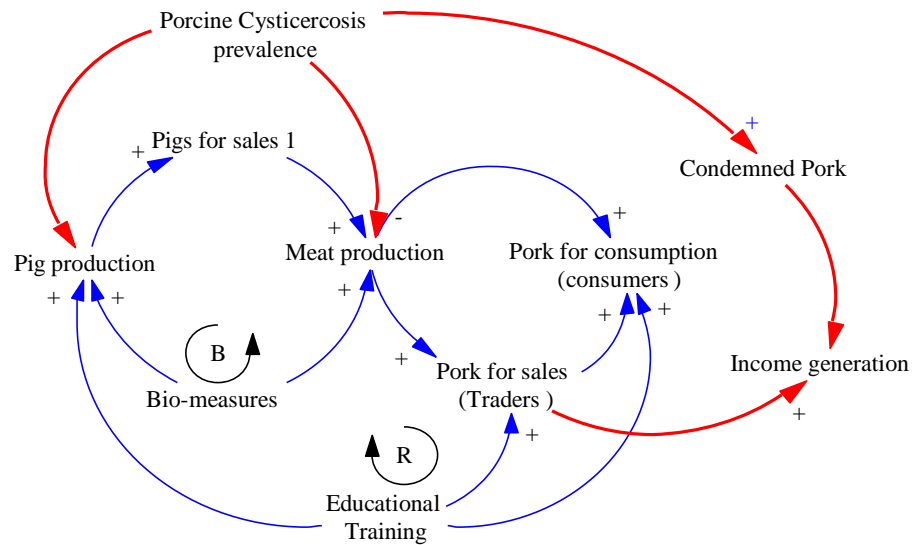 Porcine Cysticercosis
prevalence
+
Pigs for sales 1
+
Condemned Pork
+
-
+
Meat production
Pork for consumption
(consumers )
Pig production
+
+
+
+
+
B
+
Pork for sales
(Traders )
Income generation
Bio-measures
+
+
R
Educational
Training